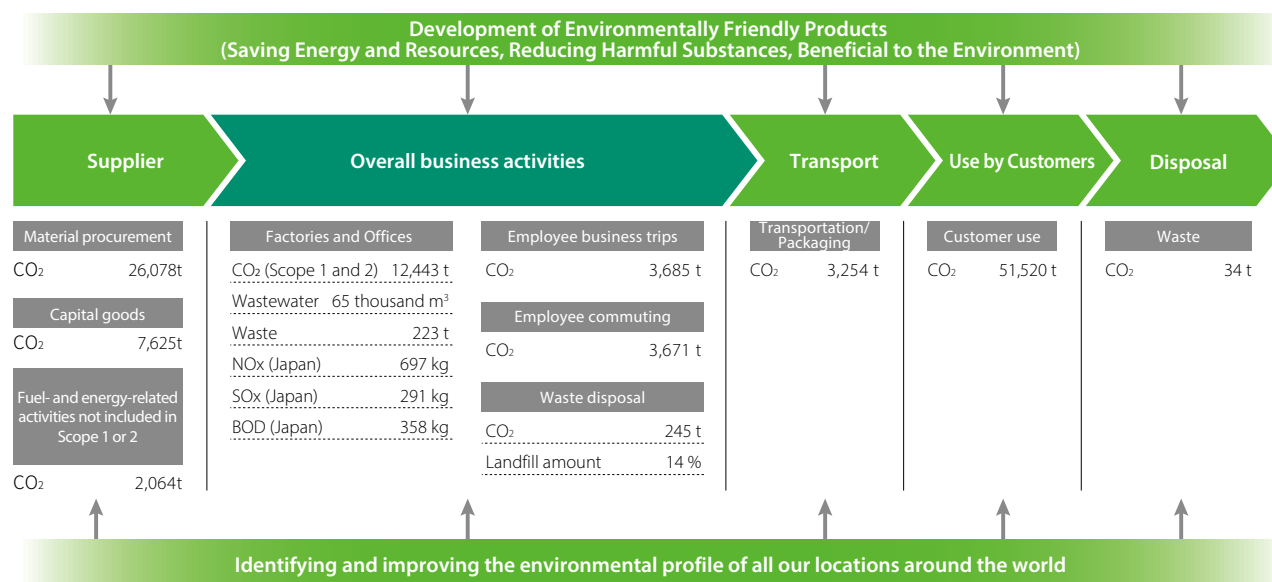 Development of Environmentally Friendly Products
(Saving Energy and Resources, Reducing Harmful Substances, Beneficial to the Environment)
Supplier
Overall business activities
Transport
Use by Customers
Disposal
Material procurement
CO₂ 26,078t
Capital goods
CO₂ 7,625t
Fuel- and energy-related
activities not included in
Scope 1 or 2
CO₂ 2,064t
Factories and Offices
CO₂ (Scope 1 and 2) 12,443 t
Wastewater 65 thousand m³
Waste 223 t
NOx (Japan) 697 kg
SOx (Japan) 291 kg
BOD (Japan) 358 kg
Employee business trips
CO₂ 3,685 t
Employee commuting
CO₂ 3,671 t
Waste disposal
CO₂ 245 t
Landfill amount 14 %
Transportation/
Packaging
CO₂ 3,254 t
Customer use
CO₂ 51,520 t
Waste
CO₂ 34 t
Identifying and improving the environmental profile of all our locations around the world